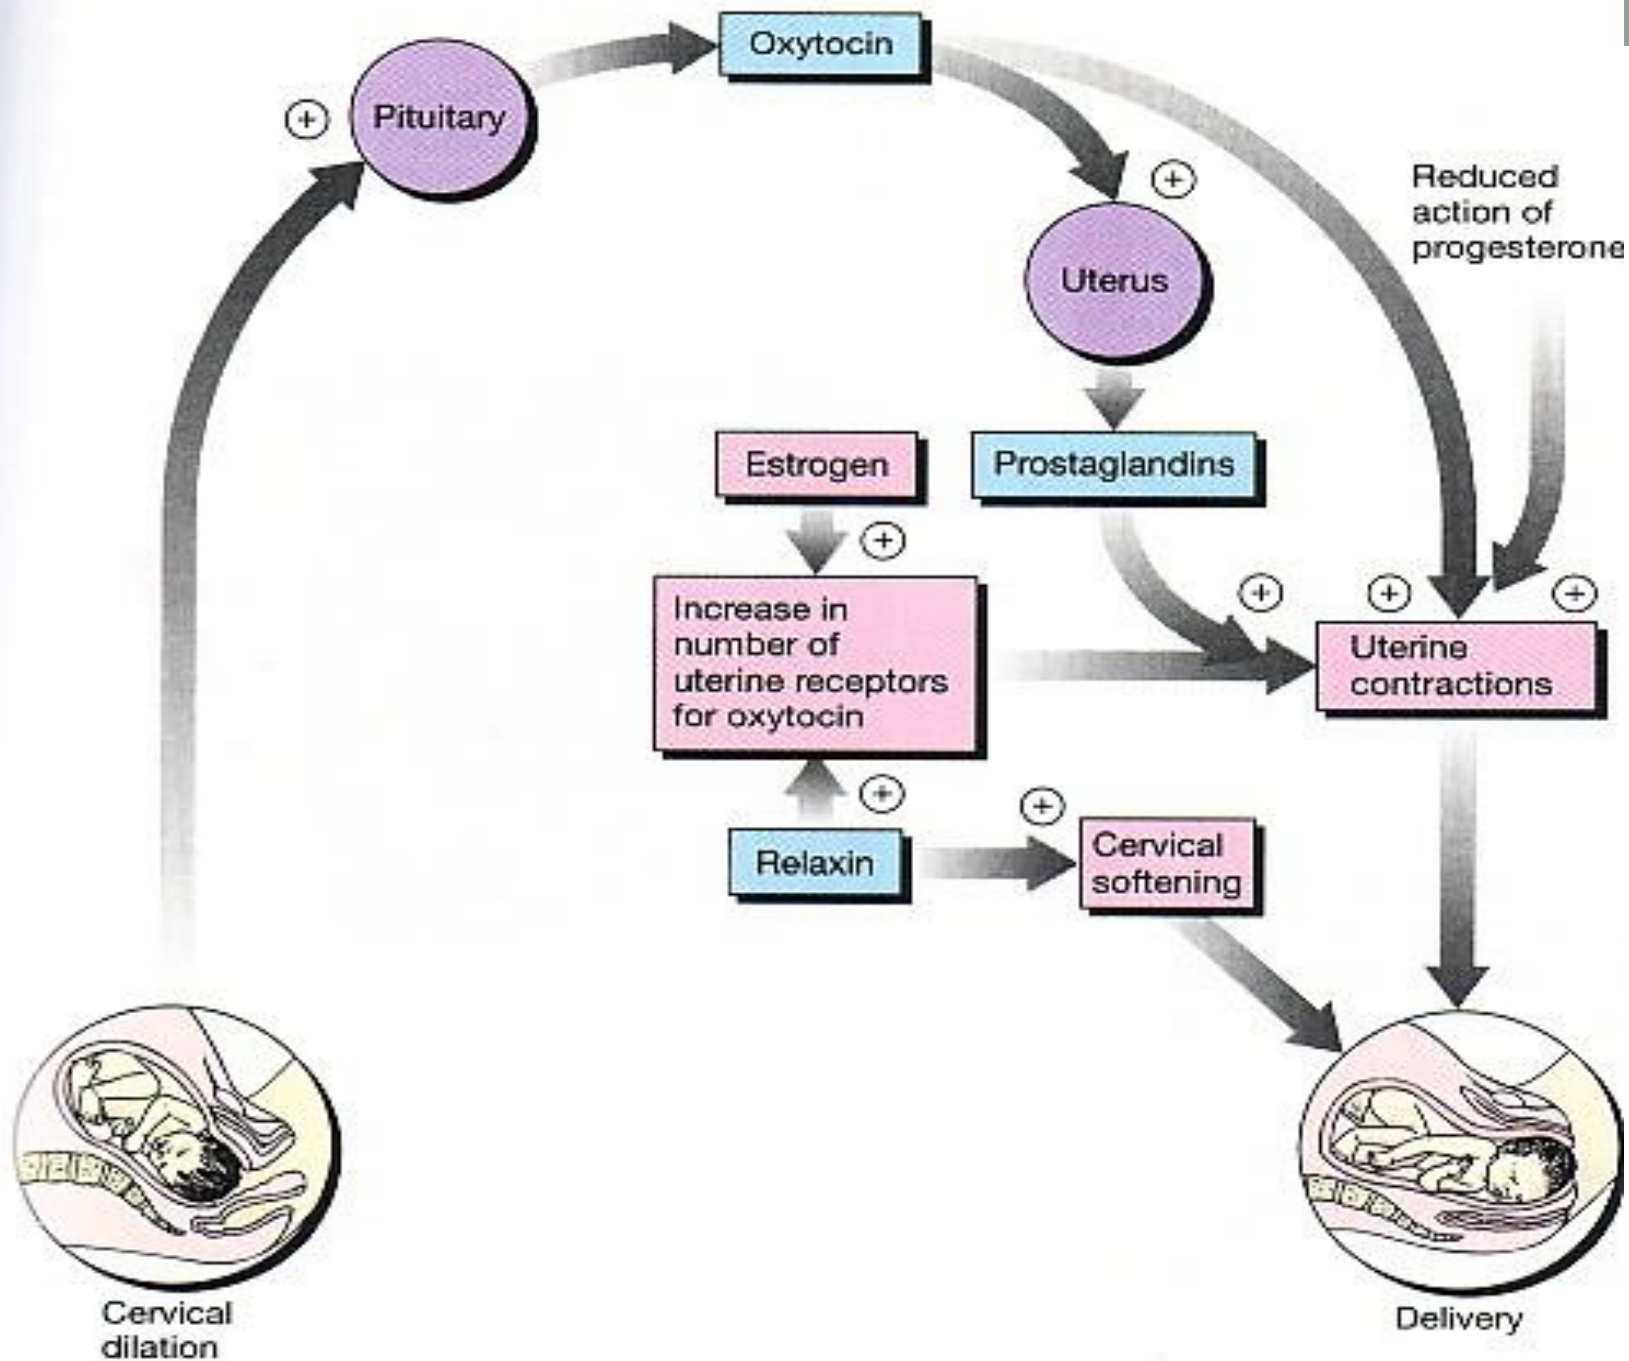 Oxytocin
+
Pituitary
+
Reduced
action of
progesterone
Uterus
Estrogen
Prostaglandins
+
+
+
+
Increase in
number of
uterine receptors
for oxytocin
Uterine
contractions
+
+
Relaxin
Cervical
softening
Cervical
dilation
Delivery